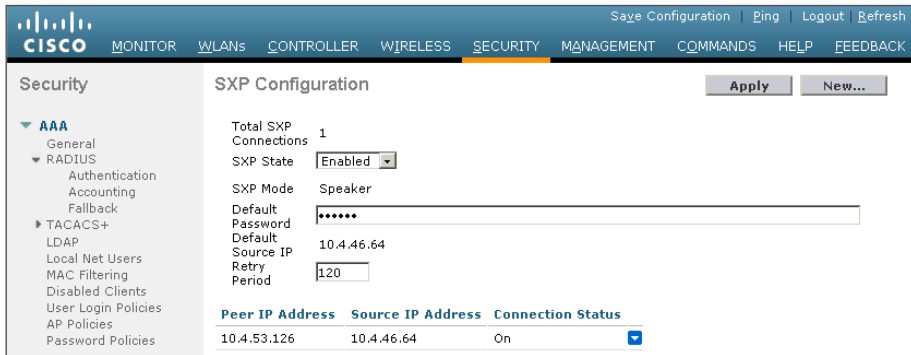 Save Configuration | Ping | Logout | Refresh
CISCO MONITOR WLANs CONTROLLER WIRELESS SECURITY MANAGEMENT COMMANDS HELP FEEDBACK
Security
AAA
General
RADIUS
Authentication
Accounting
Fallback
TACACS+
LDAP
Local Net Users
MAC Filtering
Disabled Clients
User Login Policies
AP Policies
Password Policies
SXP Configuration
Apply New...
Total SXP
Connections 1
SXP State Enabled
SXP Mode Speaker
Default
Password ••••••
Default
Source IP 10.4.46.64
Retry
Period 120
Peer IP Address Source IP Address Connection Status
10.4.53.126 10.4.46.64 On